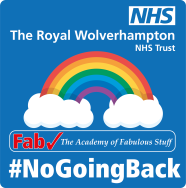 NHS
The Royal Wolverhampton
NHS Trust
Fab The Academy of Fabulous Stuff
#NoGoingBack